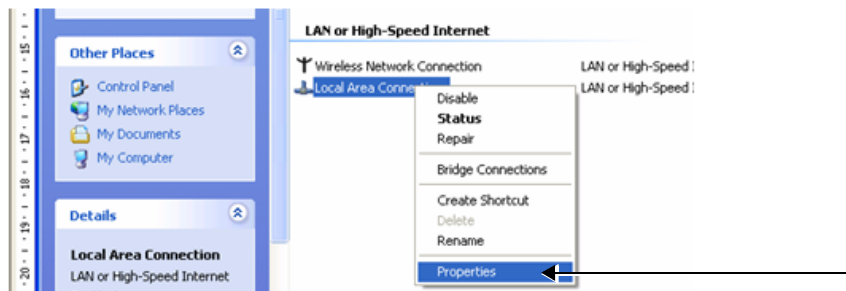 Other Places
Control Panel
My Network Places
My Documents
My Computer
Details
Local Area Connection
LAN or High-Speed Internet
LAN or High-Speed Internet
Wireless Network Connection LAN or High-Speed
Local Area Conne LAN or High-Speed
Disable
Status
Repair
Bridge Connections
Create Shortcut
Delete
Rename
Properties
15
16
17
18
19
20